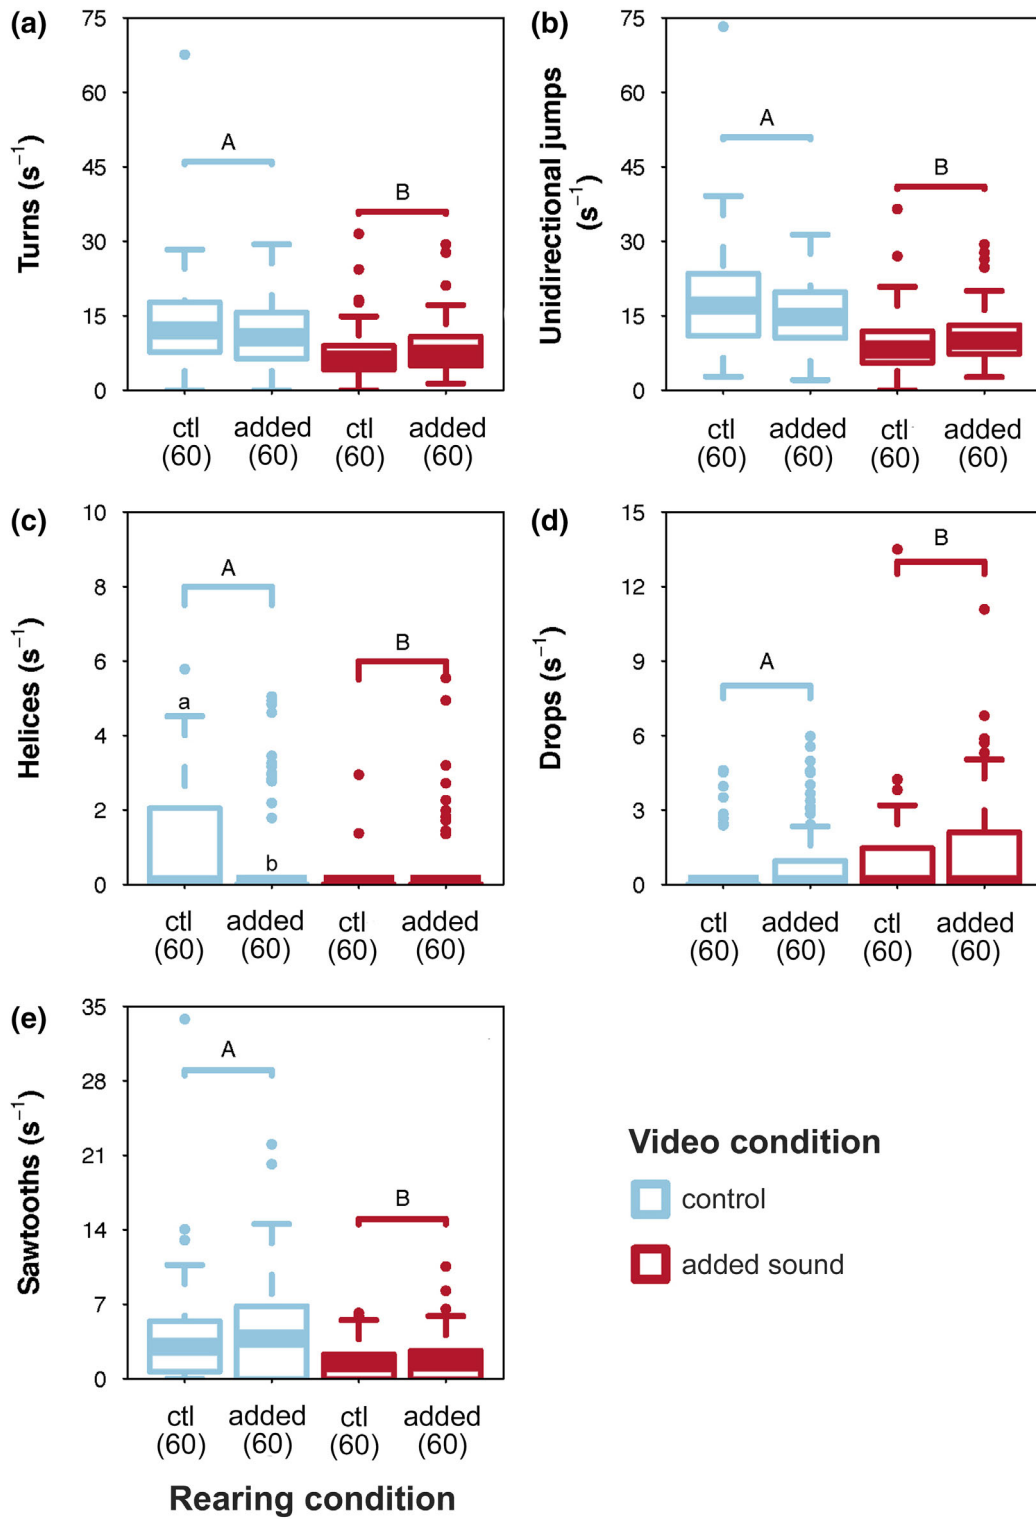 (a)
75
60
45
30
15
0
Turns (s⁻¹)
A
B
ctl added ctl added
(60) (60) (60) (60)
(b)
75
60
45
30
15
0
Unidirectional jumps
(s⁻¹)
A
B
ctl added ctl added
(60) (60) (60) (60)
(c)
10
8
6
4
2
0
Helices (s⁻¹)
A
B
a
b
ctl added ctl added
(60) (60) (60) (60)
(d)
15
12
9
6
3
0
Drops (s⁻¹)
B
A
ctl added ctl added
(60) (60) (60) (60)
(e)
35
28
21
14
7
0
Sawtooths (s⁻¹)
A
B
ctl added ctl added
(60) (60) (60) (60)
Rearing condition
Video condition
control
added sound